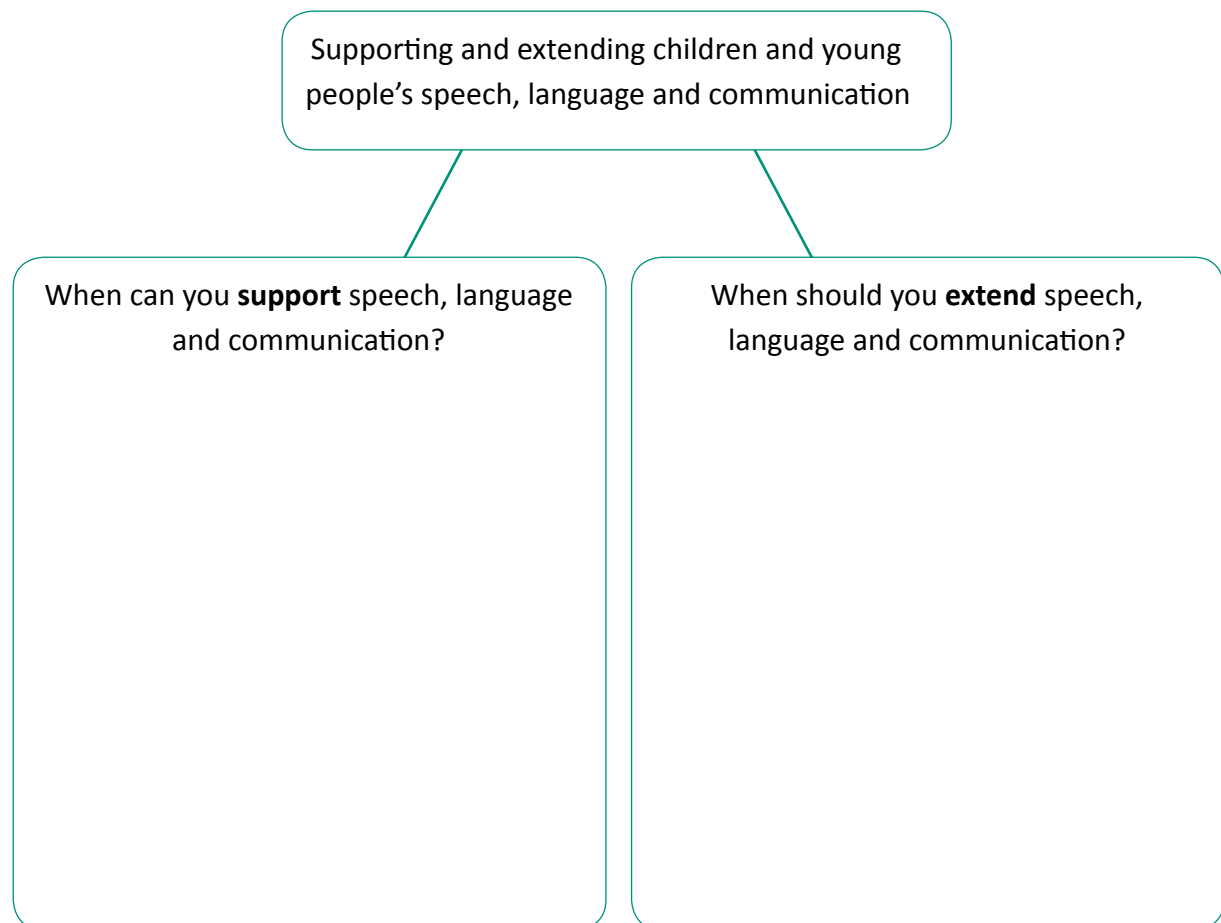 Supporting and extending children and young
people’s speech, language and communication
When can you support speech, language
and communication?
When should you extend speech,
language and communication?